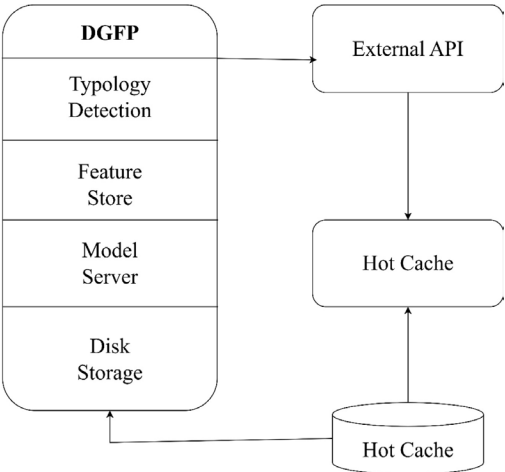 DGFP
Typology
Detection
Feature
Store
Model
Server
Disk
Storage
External API
Hot Cache
Hot Cache